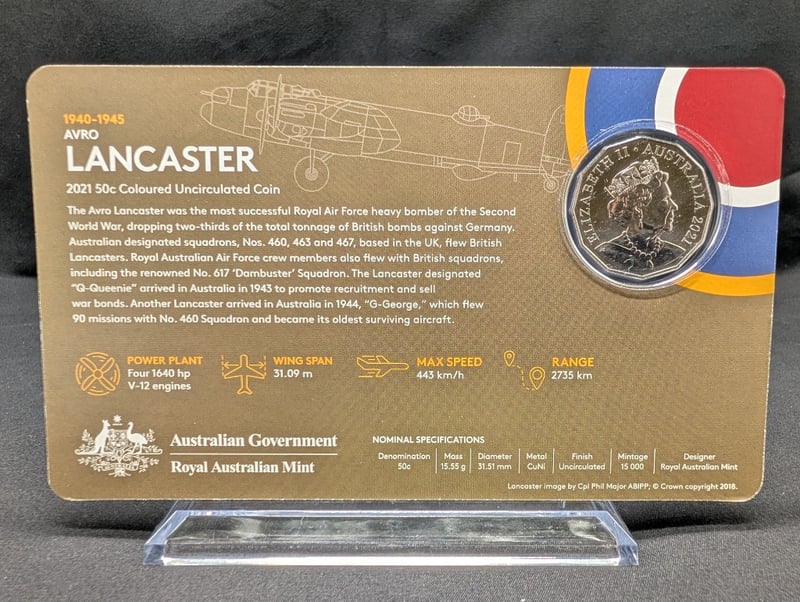 1940-1945
AVRO
LANCASTER
2021 50c Coloured Uncirculated Coin
The Avro Lancaster was the most successful Royal Air Force heavy bomber of the Second
World War, dropping two-thirds of the total tonnage of British bombs against Germany.
Australian designated squadrons, Nos. 460, 463 and 467, based in the UK, flew British
Lancasters. Royal Australian Air Force crew members also flew with British squadrons,
including the renowned No. 617 ‘Dambuster’ Squadron. The Lancaster designated
“Q-Queenie” arrived in Australia in 1943 to promote recruitment and sell
war bonds. Another Lancaster arrived in Australia in 1944, “G-George,” which flew
90 missions with No. 460 Squadron and became its oldest surviving aircraft.
ELIZABETH II • AUSTRALIA 2021
POWER PLANT
Four 1640 hp
V-12 engines
WING SPAN
31.09 m
MAX SPEED
443 km/h
RANGE
2735 km
Australian Government
Royal Australian Mint
NOMINAL SPECIFICATIONS
Denomination Mass Diameter Metal Finish Mintage Designer
50c 15.55 g 31.51 mm CuNi Uncirculated 15 000 Royal Australian Mint
Lancaster image by Cpl Phil Major ABIPP; © Crown copyright 2018.